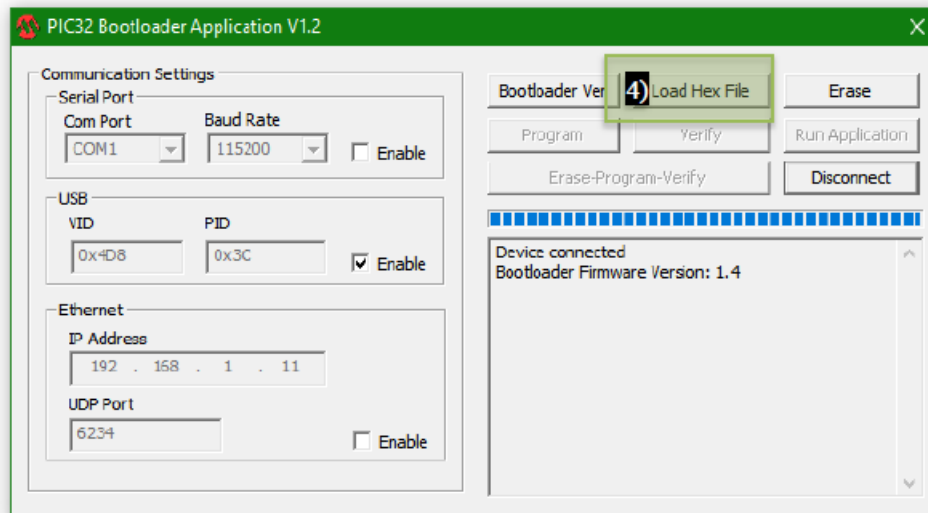 PIC32 Bootloader Application V1.2
Communication Settings
Serial Port
Com Port Baud Rate
COM1 115200 Enable
USB
VID PID
0x4D8 0x3C Enable
Ethernet
IP Address
192 . 168 . 1 . 11
UDP Port
6234 Enable
Bootloader Ver 4) Load Hex File Erase
Program Verify Run Application
Erase-Program-Verify Disconnect
Device connected
Bootloader Firmware Version: 1.4